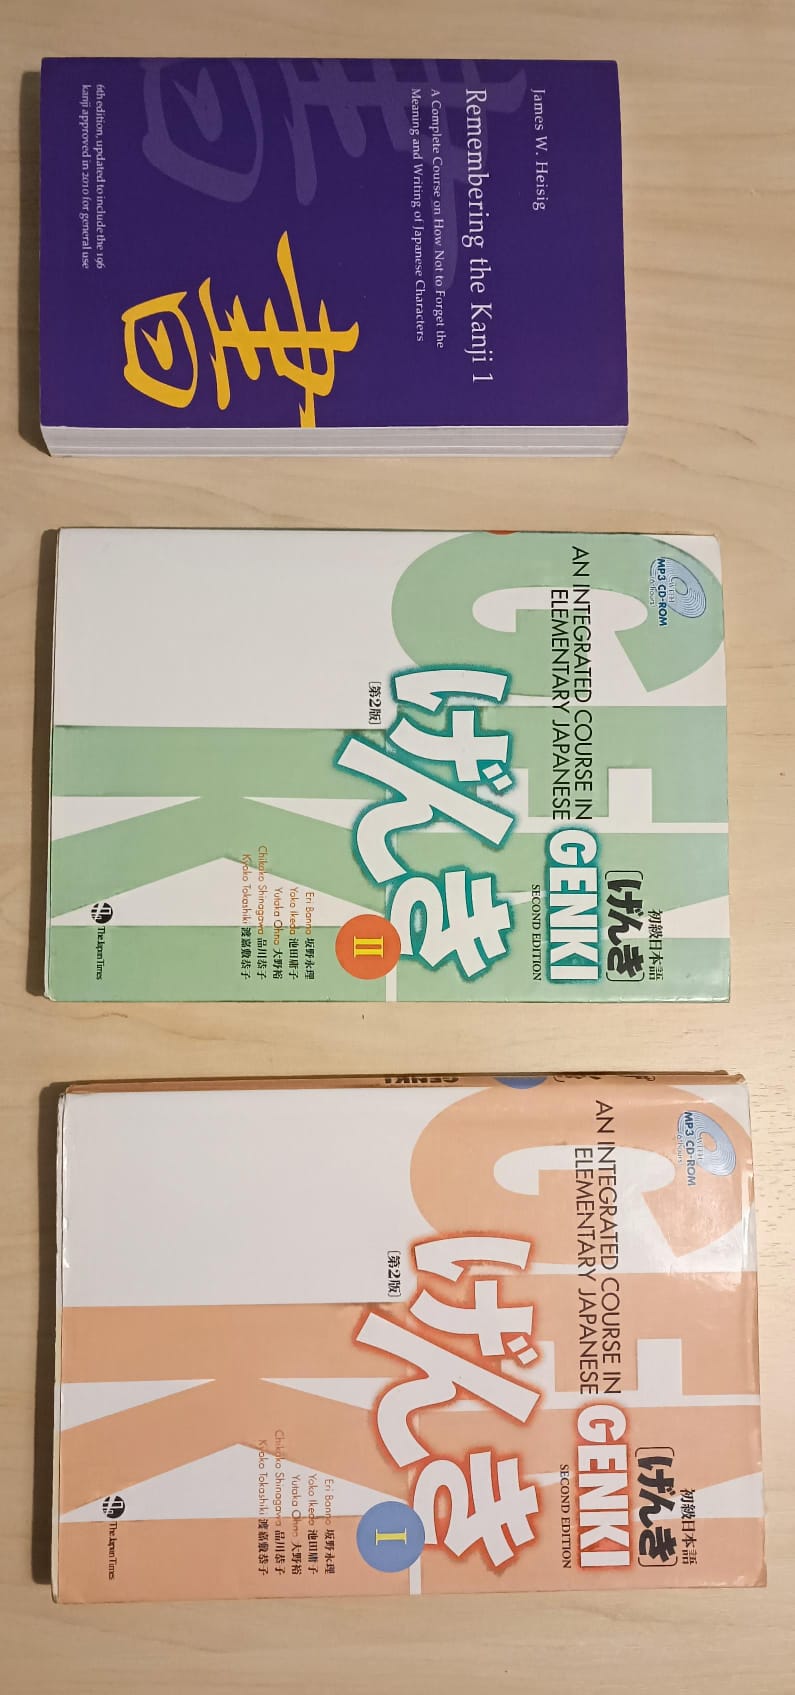 James W. Heisig
Remembering the Kanji 1
A Complete Course on How Not to Forget the
Meaning and Writing of Japanese Characters
書
6th edition, updated to include the 196
kanji approved in 2010 for general use
WITH
MP3 CD-ROM
6 hours
初級日本語
[げんき]
AN INTEGRATED COURSE IN
ELEMENTARY JAPANESE
GENKI
SECOND EDITION
げんき
[第2版]
II
Eri Banno 坂野永理
Yoko Ikeda 池田庸子
Yutaka Ohno 大野裕
Chikako Shinagawa 品川恭子
Kyoko Tokashiki 渡嘉敷恭子
The Japan Times
GENKI
WITH
MP3 CD-ROM
6 hours
初級日本語
[げんき]
AN INTEGRATED COURSE IN
ELEMENTARY JAPANESE
GENKI
SECOND EDITION
げんき
[第2版]
I
Eri Banno 坂野永理
Yoko Ikeda 池田庸子
Yutaka Ohno 大野裕
Chikako Shinagawa 品川恭子
Kyoko Tokashiki 渡嘉敷恭子
The Japan Times